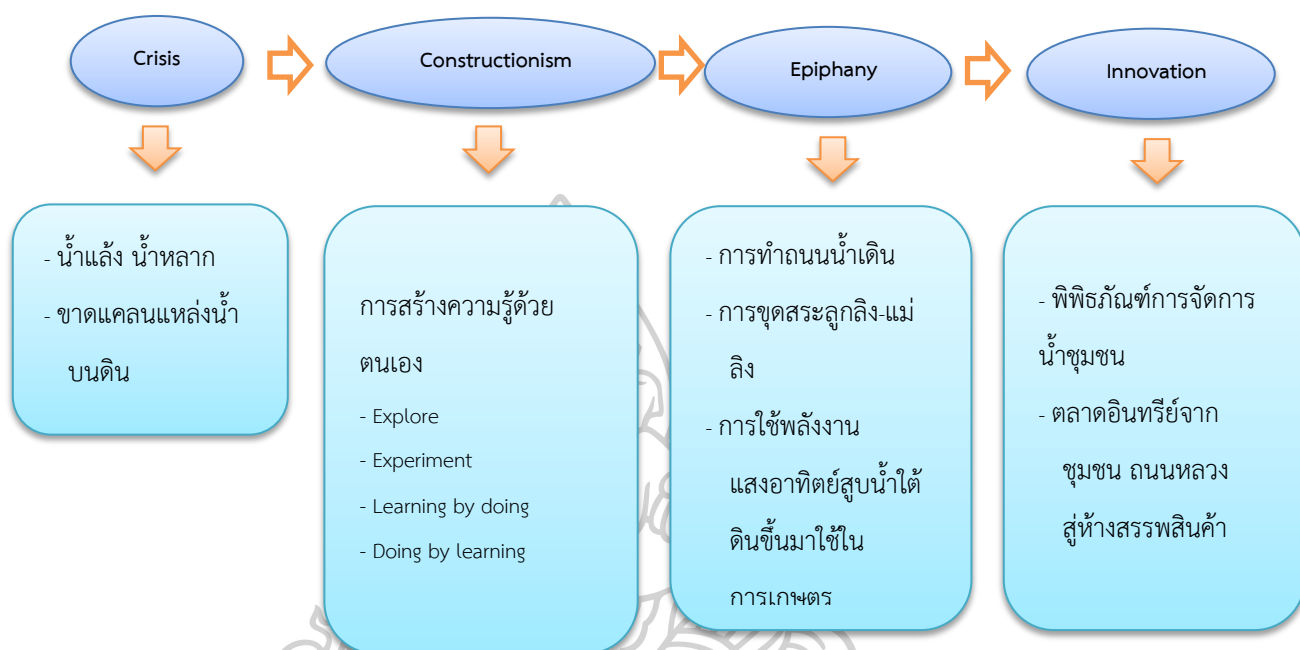 Crisis
Constructionism
Epiphany
Innovation
- น้ำแล้ง น้ำหลาก
- ขาดแคลนแหล่งน้ำ
บนดิน
การสร้างความรู้ด้วย
ตนเอง
- Explore
- Experiment
- Learning by doing
- Doing by learning
- การทำถนนน้ำเดิน
- การขุดสระลูกลิง-แม่
ลิง
- การใช้พลังงาน
แสงอาทิตย์สูบน้ำใต้
ดินขึ้นมาใช้ใน
การเกษตร
- พิพิธภัณฑ์การจัดการ
น้ำชุมชน
- ตลาดอินทรีย์จาก
ชุมชน ถนนหลวง
สู่ห้างสรรพสินค้า